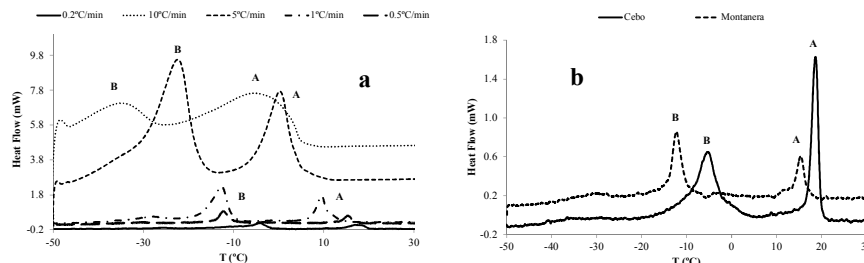 0.2ºC/min 10ºC/min 5ºC/min 1ºC/min 0.5ºC/min
Cebo Montanera
a
b
Heat Flow (mW)
9.8
7.8
5.8
3.8
1.8
-0.2
B
A
B
A
B
A
-50 -30 -10 10 30
T (ºC)
Heat Flow (mW)
1.8
1.4
1.0
0.6
0.2
-0.2
A
B
B
A
-50 -40 -30 -20 -10 0 10 20 30
T (ºC)